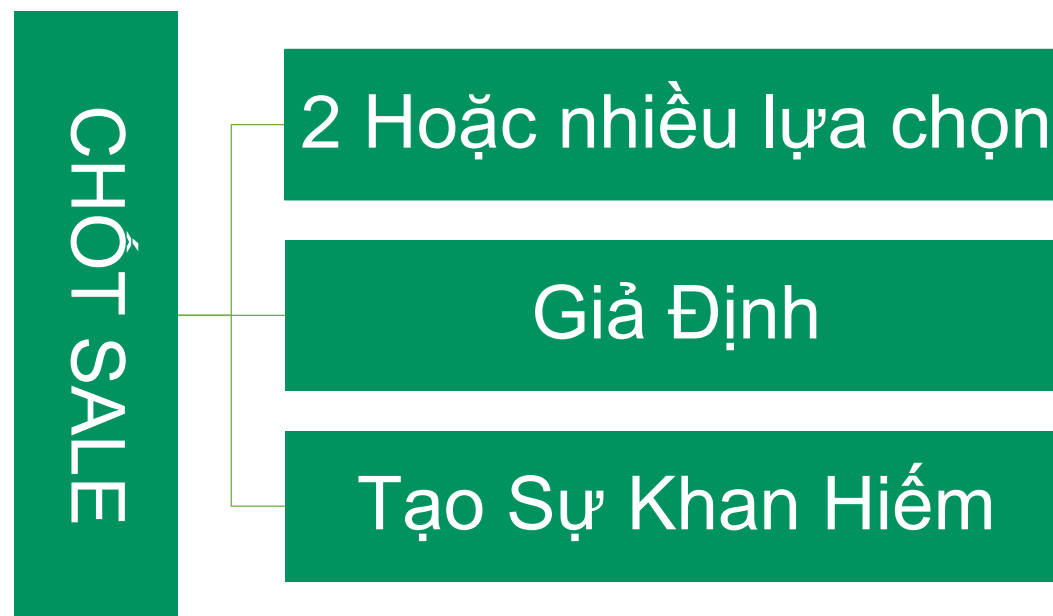 CHỐT SALE
2 Hoặc nhiều lựa chọn
Giả Định
Tạo Sự Khan Hiếm